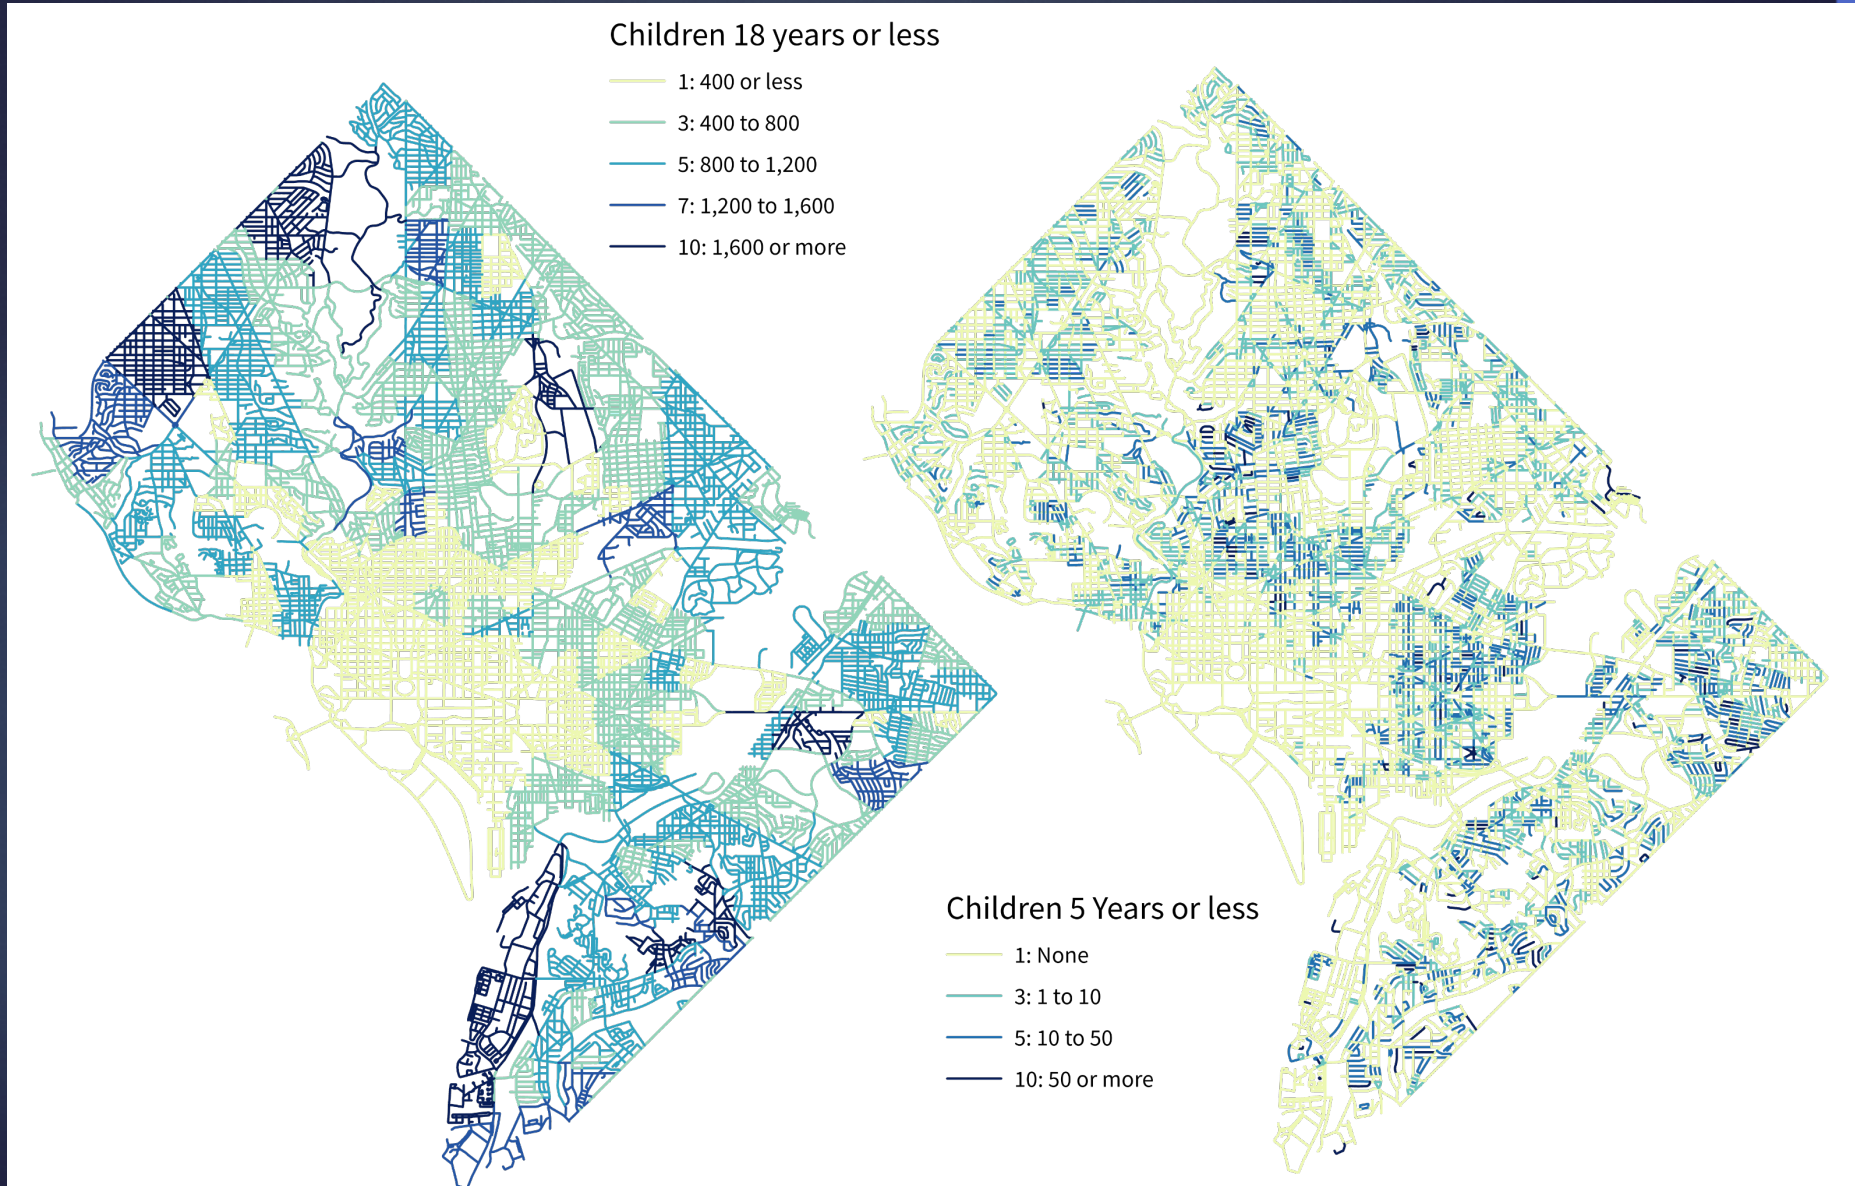 Children 18 years or less
1: 400 or less
3: 400 to 800
5: 800 to 1,200
7: 1,200 to 1,600
10: 1,600 or more
Children 5 Years or less
1: None
3: 1 to 10
5: 10 to 50
10: 50 or more